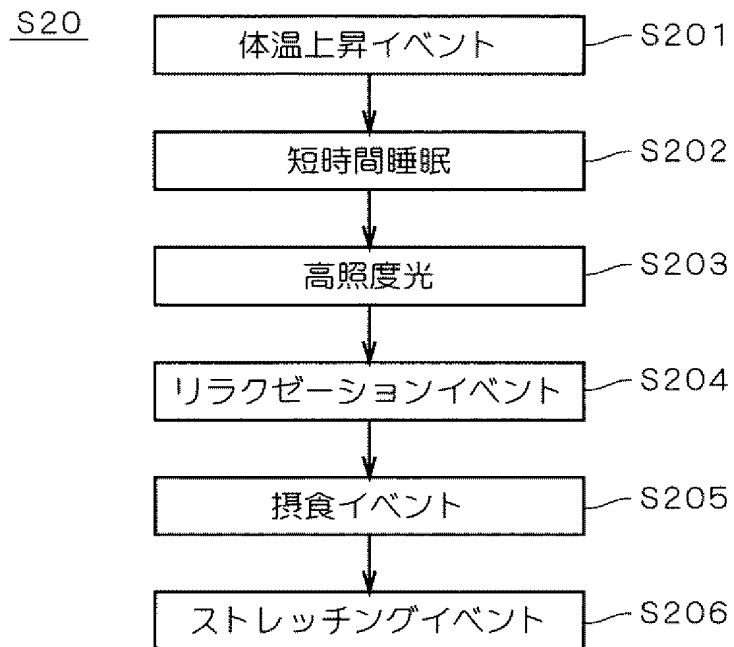 S20
体温上昇イベント
S201
短時間睡眠
S202
高照度光
S203
リラクゼーションイベント
S204
摂食イベント
S205
ストレッチングイベント
S206